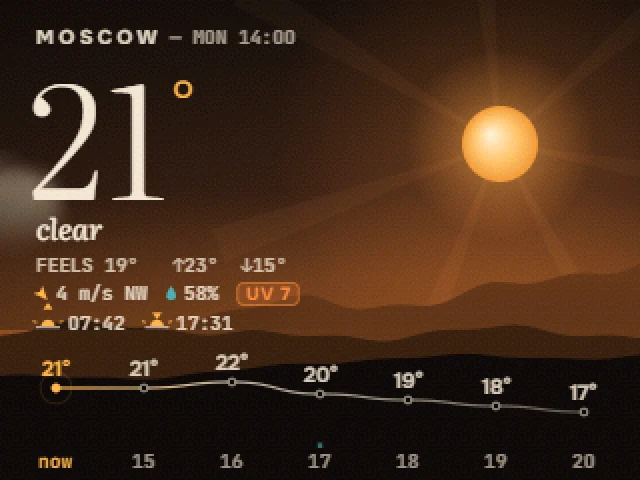 MOSCOW — MON 14:00
21°
clear
FEELS 19° ↑23° ↓15°
4 m/s NW 58% UV 7
07:42 17:31
21° 21° 22° 20° 19° 18° 17°
now 15 16 17 18 19 20